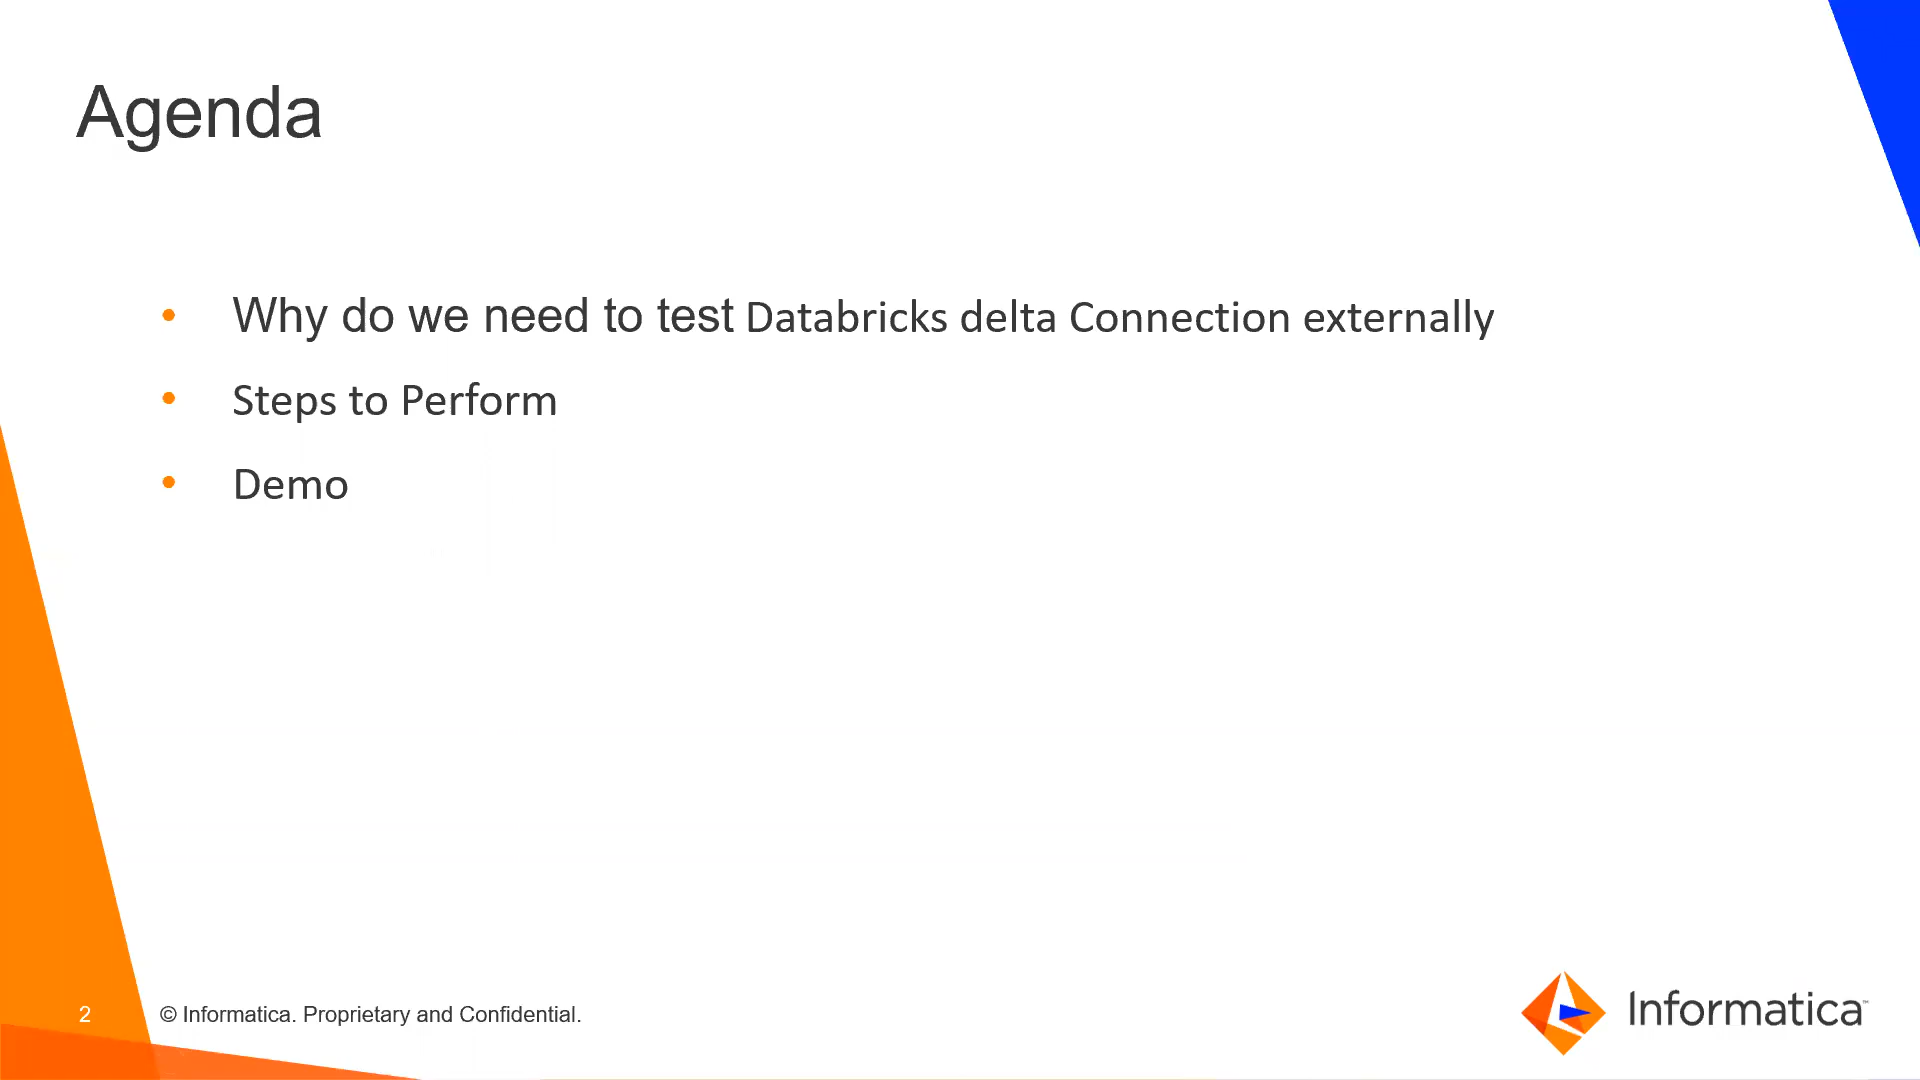 Agenda
• Why do we need to test Databricks delta Connection externally
• Steps to Perform
• Demo
2
© Informatica. Proprietary and Confidential.
Informatica™